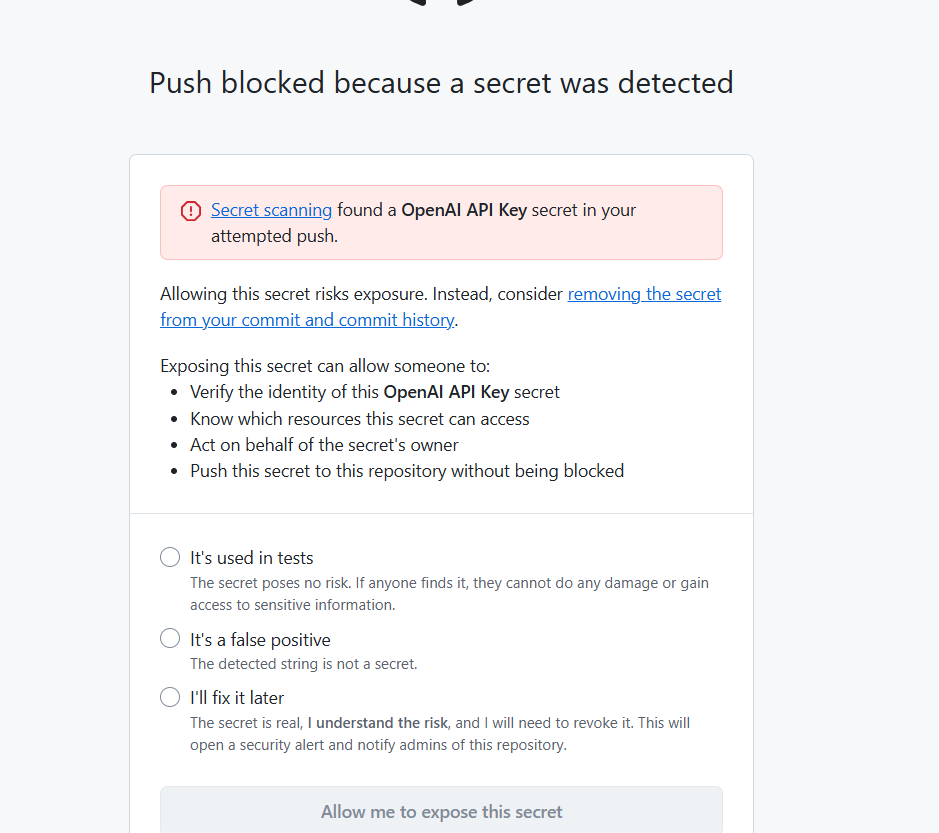 Push blocked because a secret was detected
Secret scanning found a OpenAI API Key secret in your
attempted push.
Allowing this secret risks exposure. Instead, consider removing the secret
from your commit and commit history.
Exposing this secret can allow someone to:
• Verify the identity of this OpenAI API Key secret
• Know which resources this secret can access
• Act on behalf of the secret's owner
• Push this secret to this repository without being blocked
It's used in tests
The secret poses no risk. If anyone finds it, they cannot do any damage or gain
access to sensitive information.
It's a false positive
The detected string is not a secret.
I'll fix it later
The secret is real, I understand the risk, and I will need to revoke it. This will
open a security alert and notify admins of this repository.
Allow me to expose this secret